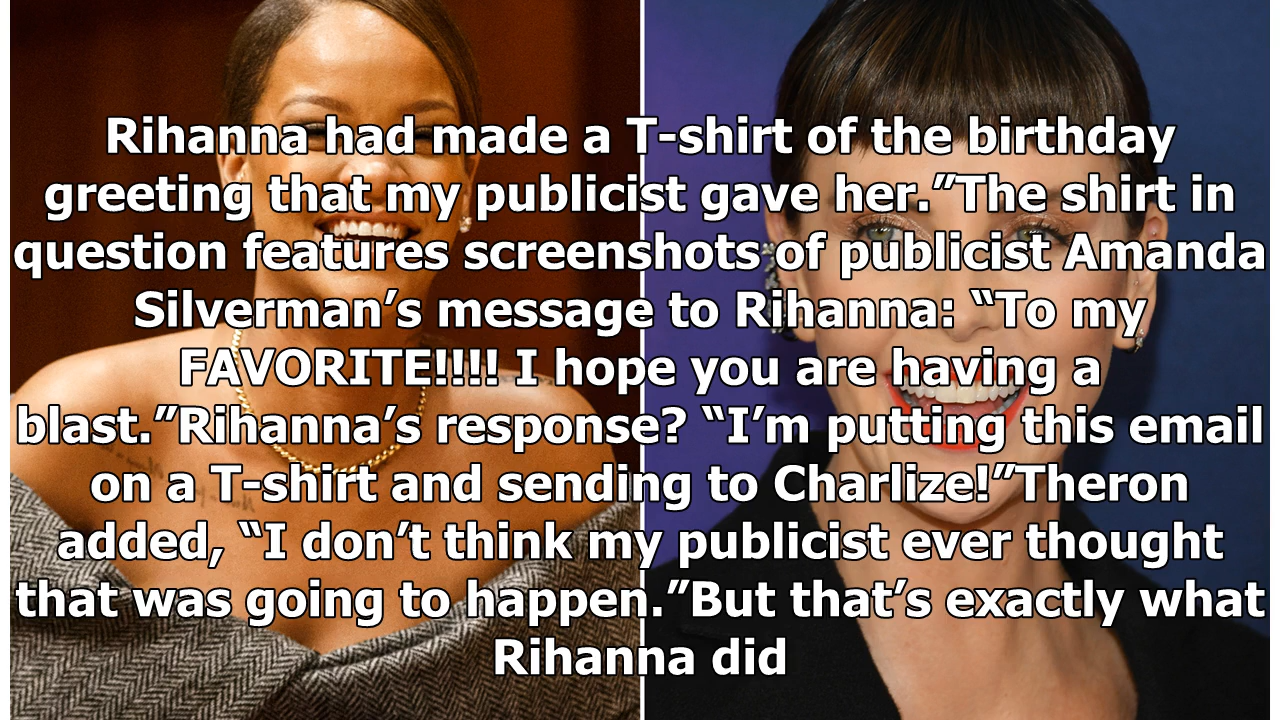 Rihanna had made a T-shirt of the birthday
greeting that my publicist gave her.”The shirt in
question features screenshots of publicist Amanda
Silverman’s message to Rihanna: “To my
FAVORITE!!!! I hope you are having a
blast.”Rihanna’s response? “I’m putting this email
on a T-shirt and sending to Charlize!”Theron
added, “I don’t think my publicist ever thought
that was going to happen.”But that’s exactly what
Rihanna did